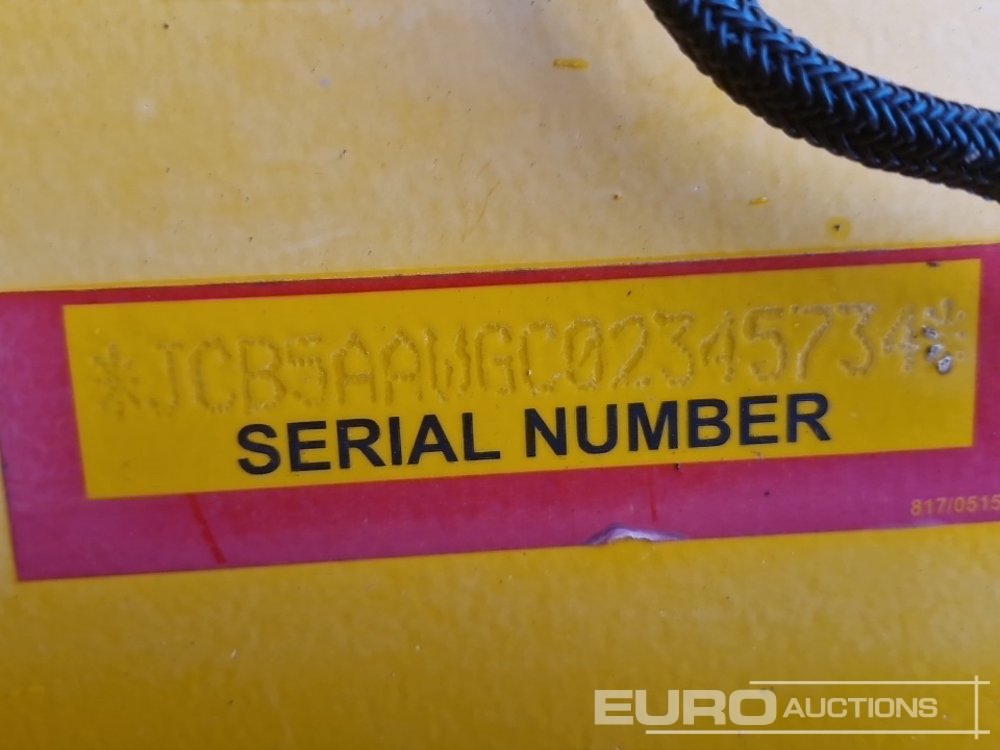 *JCB5AAWGC02345734*
SERIAL NUMBER
817/0515
EURO AUCTIONS